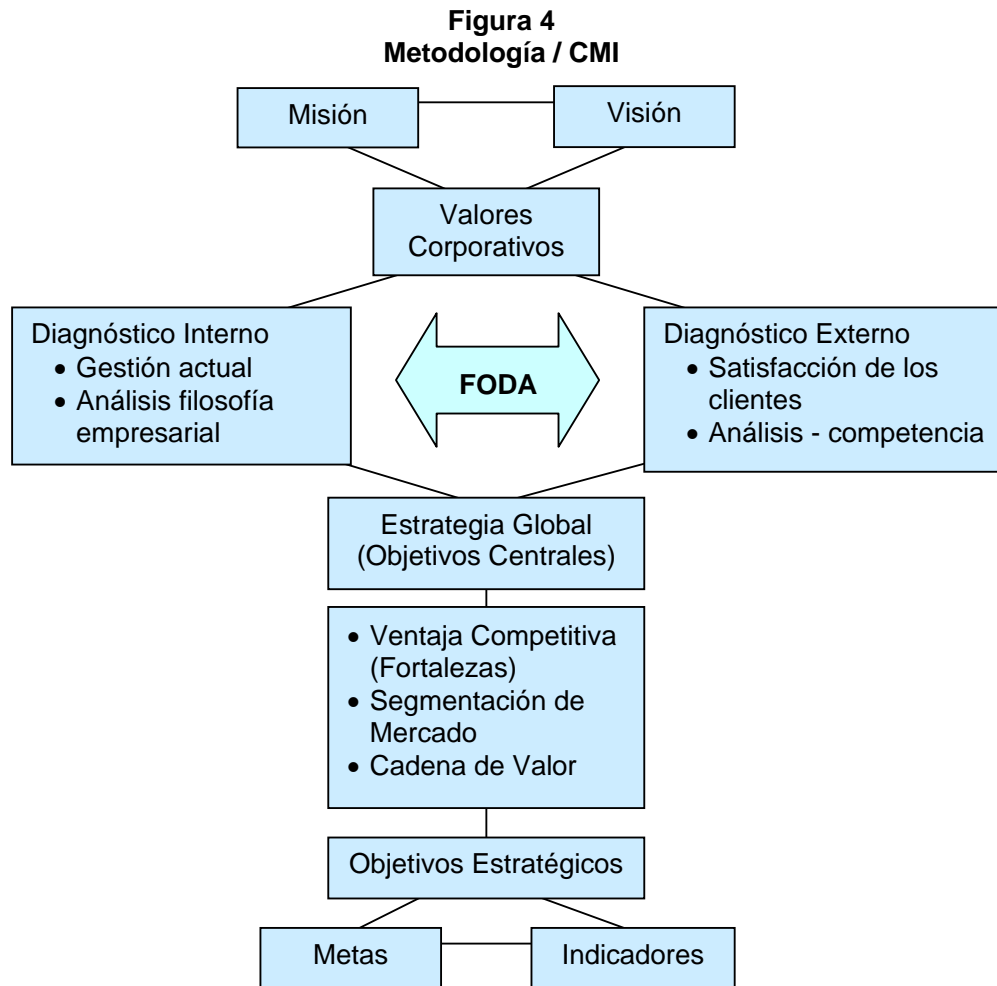 Figura 4
Metodología / CMI
Misión
Visión
Valores
Corporativos
Diagnóstico Interno
• Gestión actual
• Análisis filosofía
empresarial
FODA
Diagnóstico Externo
• Satisfacción de los
clientes
• Análisis - competencia
Estrategia Global
(Objetivos Centrales)
• Ventaja Competitiva
(Fortalezas)
• Segmentación de
Mercado
• Cadena de Valor
Objetivos Estratégicos
Metas
Indicadores